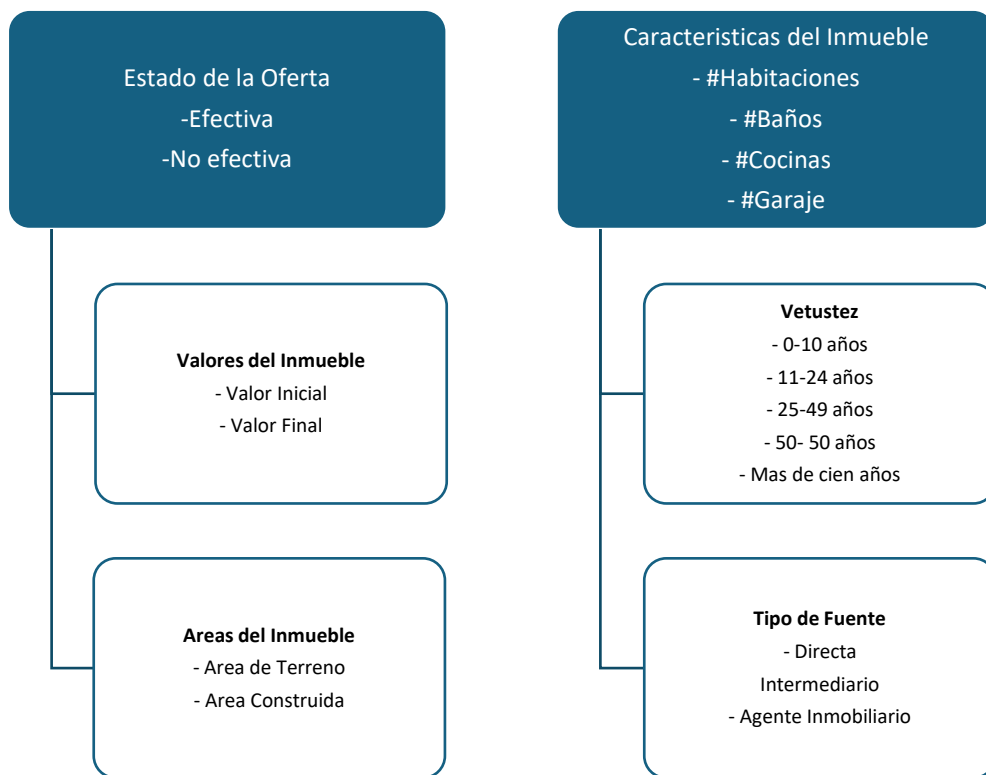 Estado de la Oferta
-Efectiva
-No efectiva
Valores del Inmueble
- Valor Inicial
- Valor Final
Areas del Inmueble
- Area de Terreno
- Area Construida
Caracteristicas del Inmueble
- #Habitaciones
- #Baños
- #Cocinas
- #Garaje
Vetustez
- 0-10 años
- 11-24 años
- 25-49 años
- 50- 50 años
- Mas de cien años
Tipo de Fuente
- Directa
Intermediario
- Agente Inmobiliario